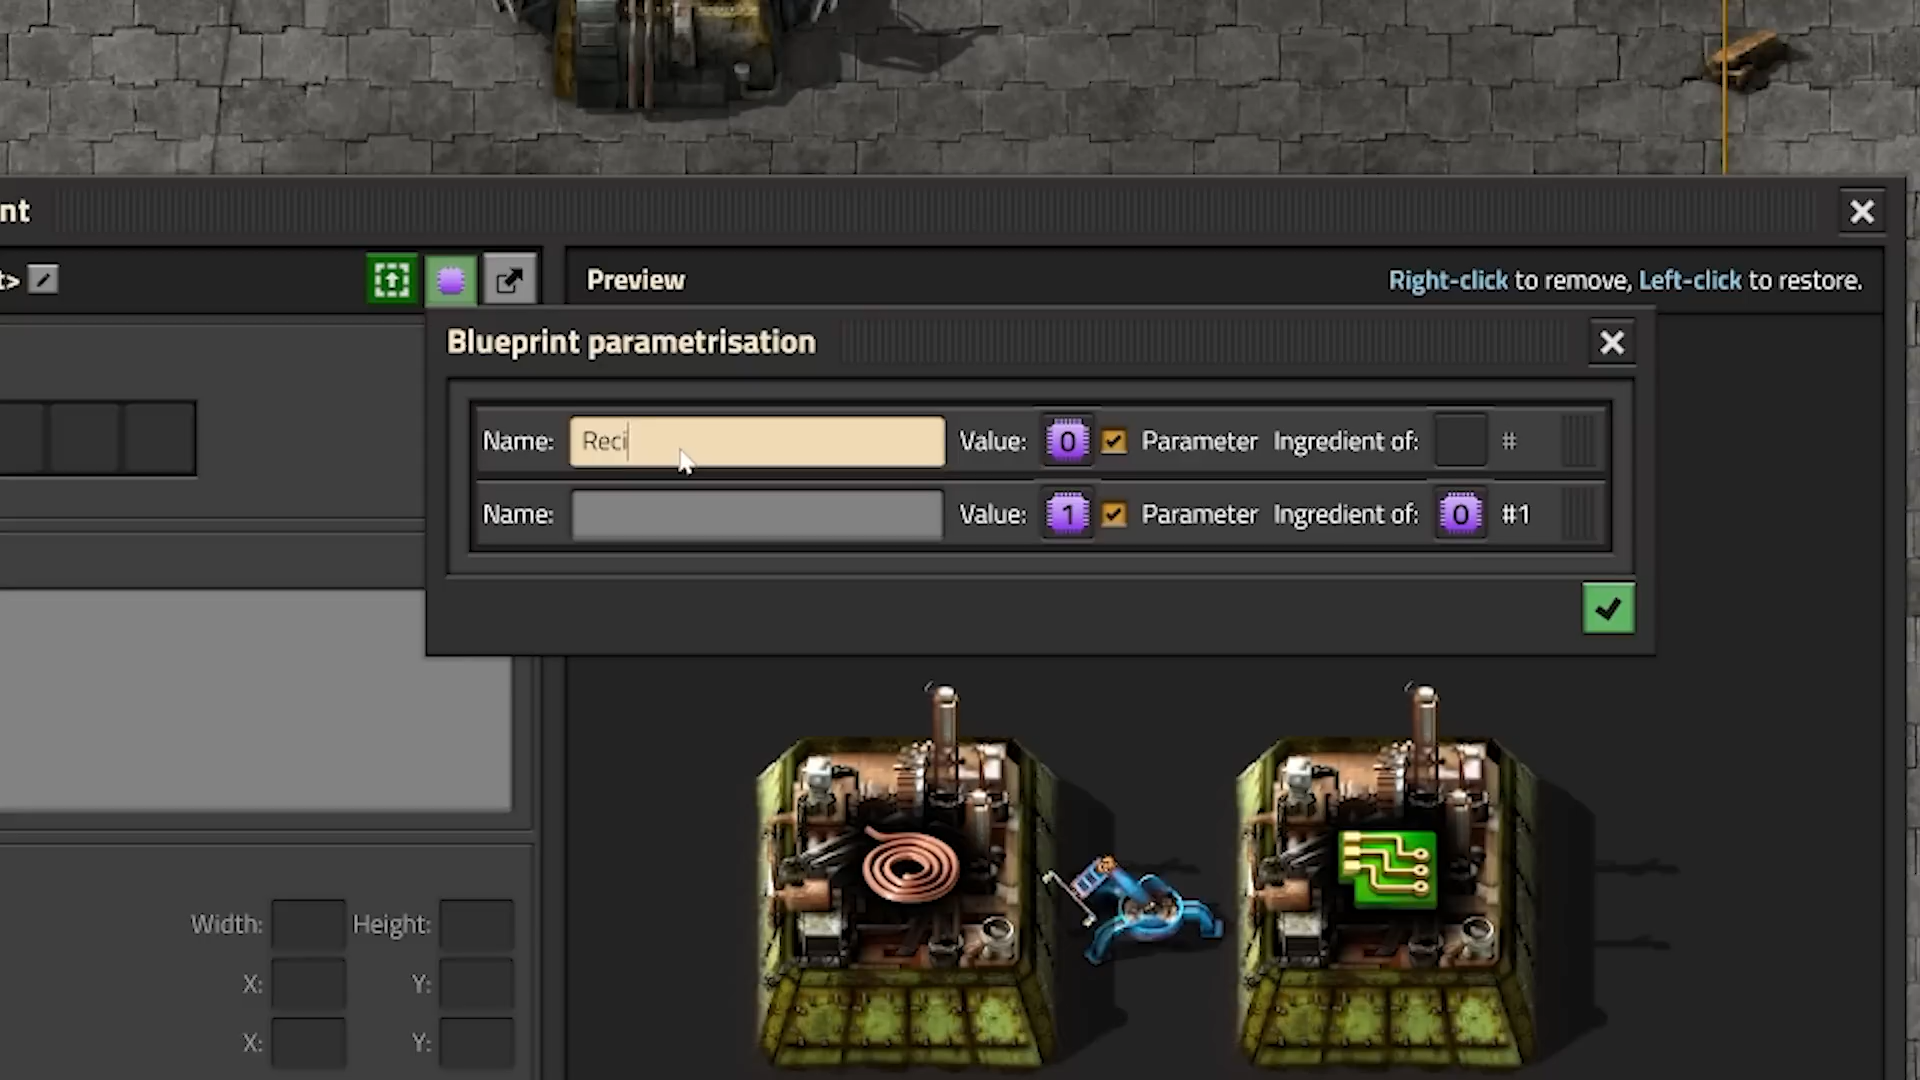 nt
t>
Preview
Right-click to remove, Left-click to restore.
Blueprint parametrisation
Name: Reci Value: 0 Parameter Ingredient of: #
Name: Value: 1 Parameter Ingredient of: 0 #1
Width: Height:
X: Y:
X: Y: